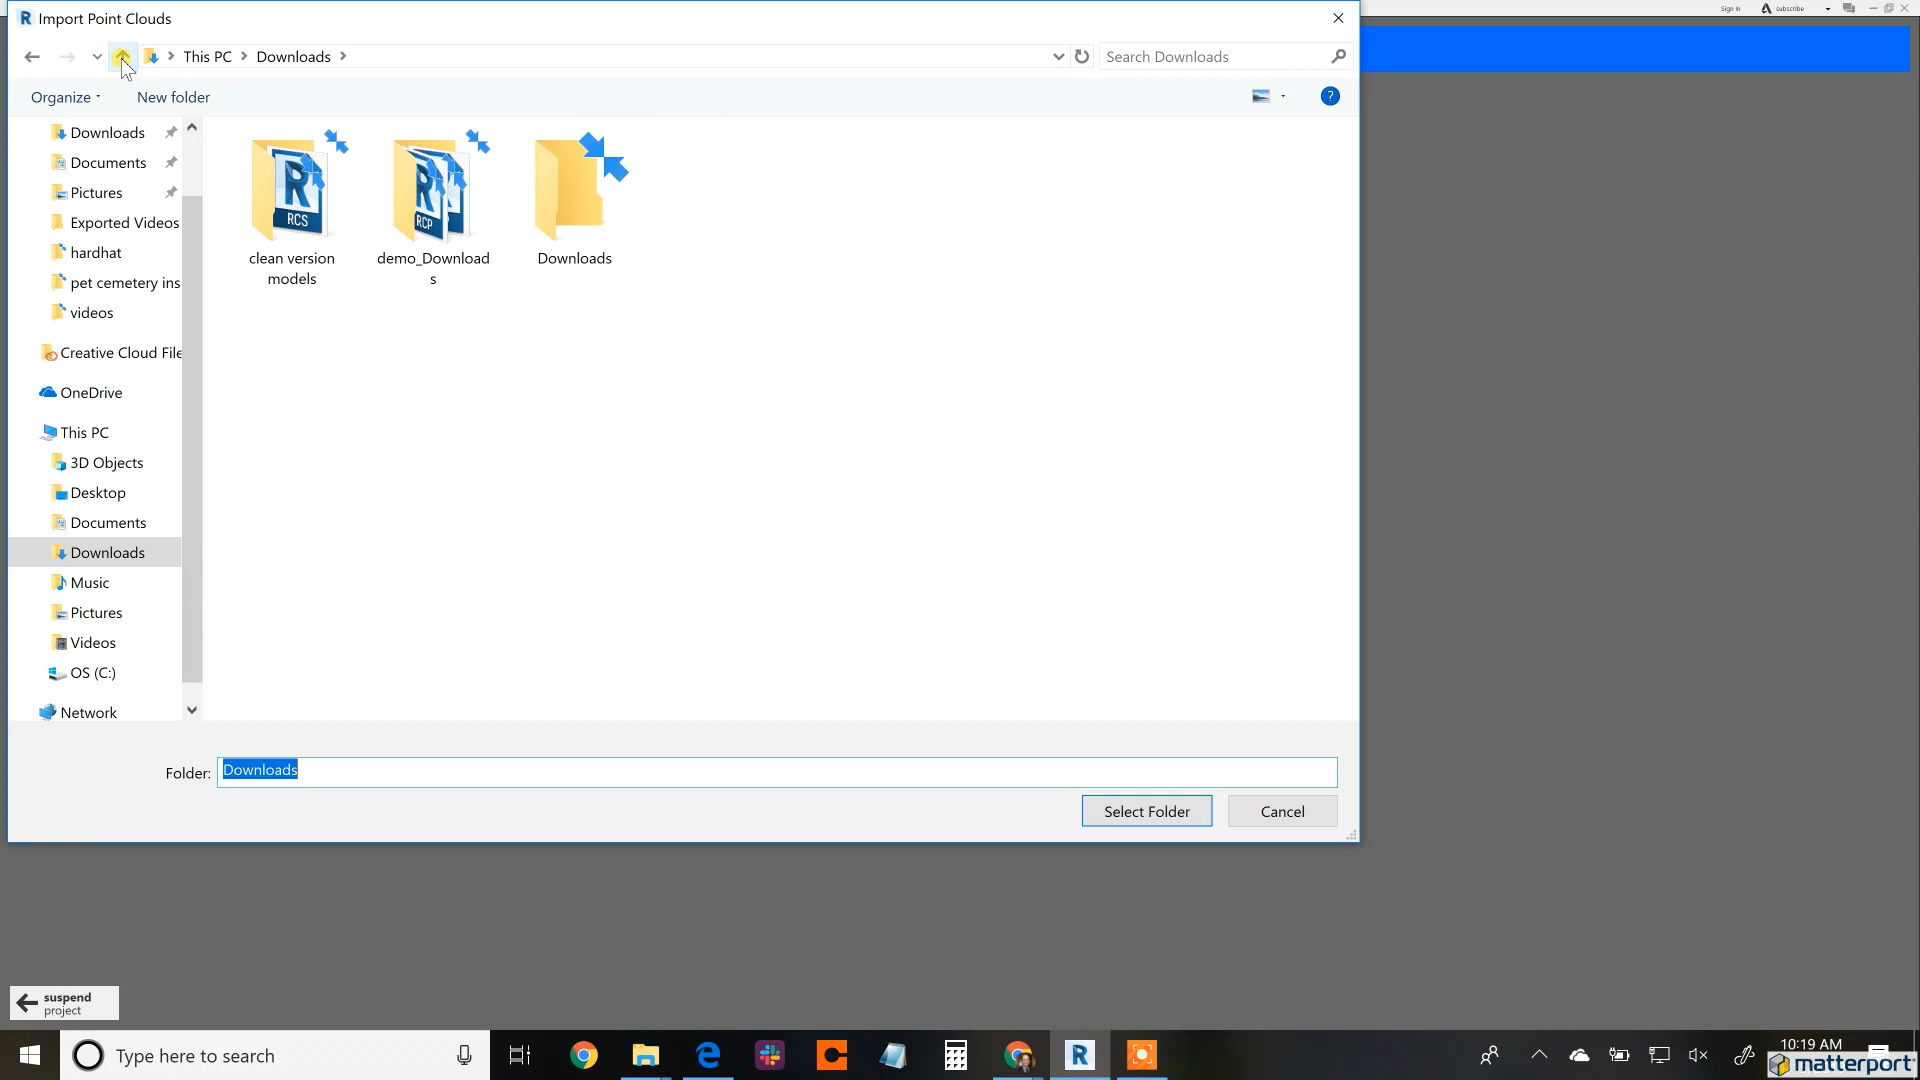 Import Point Clouds
Sign In
subscribe
This PC
Downloads
Search Downloads
Organize
New folder
Downloads
Documents
Pictures
Exported Videos
hardhat
pet cemetery ins
videos
Creative Cloud File
OneDrive
This PC
3D Objects
Desktop
Documents
Downloads
Music
Pictures
Videos
OS (C:)
Network
RCS
clean version
models
RCP
demo_Download
s
Downloads
Folder:
Downloads
Select Folder
Cancel
suspend
project
Type here to search
10:19 AM
matterport